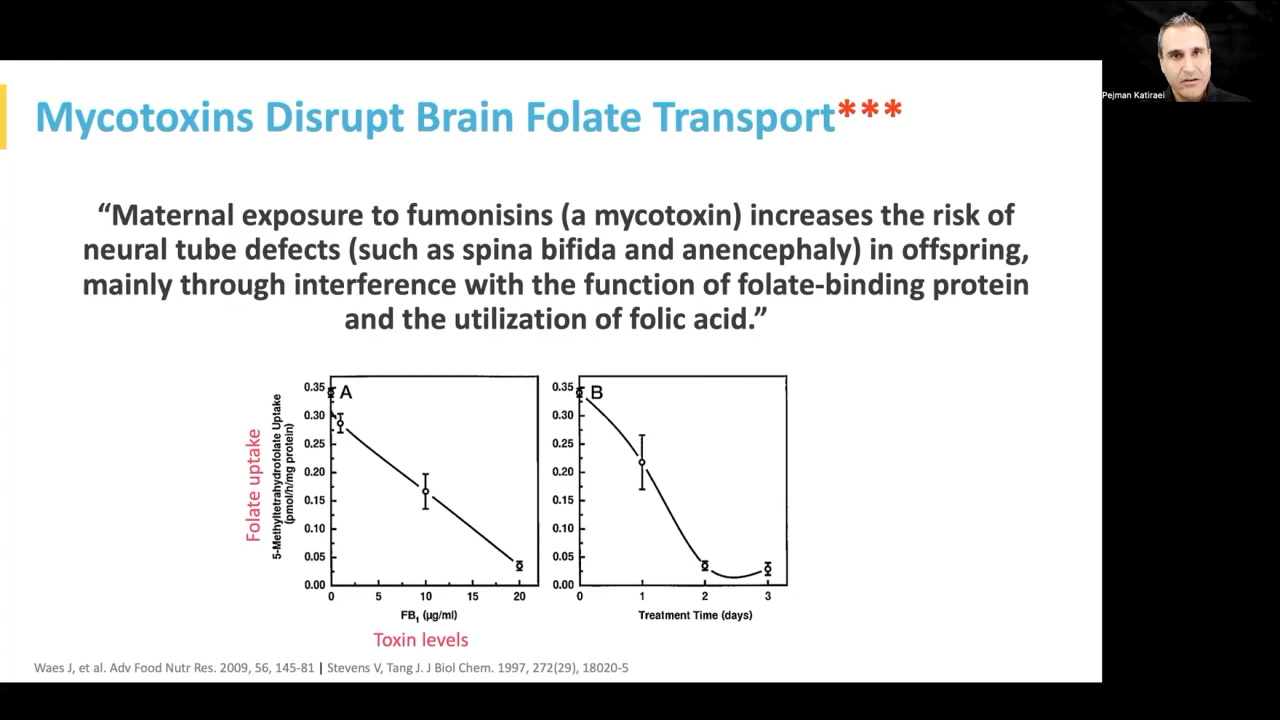 Pejman Katiraei
Mycotoxins Disrupt Brain Folate Transport***
“Maternal exposure to fumonisins (a mycotoxin) increases the risk of
neural tube defects (such as spina bifida and anencephaly) in offspring,
mainly through interference with the function of folate-binding protein
and the utilization of folic acid.”
Folate uptake
5-Methyltetrahydrofolate Uptake
(pmol/h/mg protein)
A
0.35
0.30
0.25
0.20
0.15
0.10
0.05
0.00
0 5 10 15 20
FB1 (µg/ml)
Toxin levels
B
0.35
0.30
0.25
0.20
0.15
0.10
0.05
0.00
0 1 2 3
Treatment Time (days)
Waes J, et al. Adv Food Nutr Res. 2009, 56, 145-81 | Stevens V, Tang J. J Biol Chem. 1997, 272(29), 18020-5